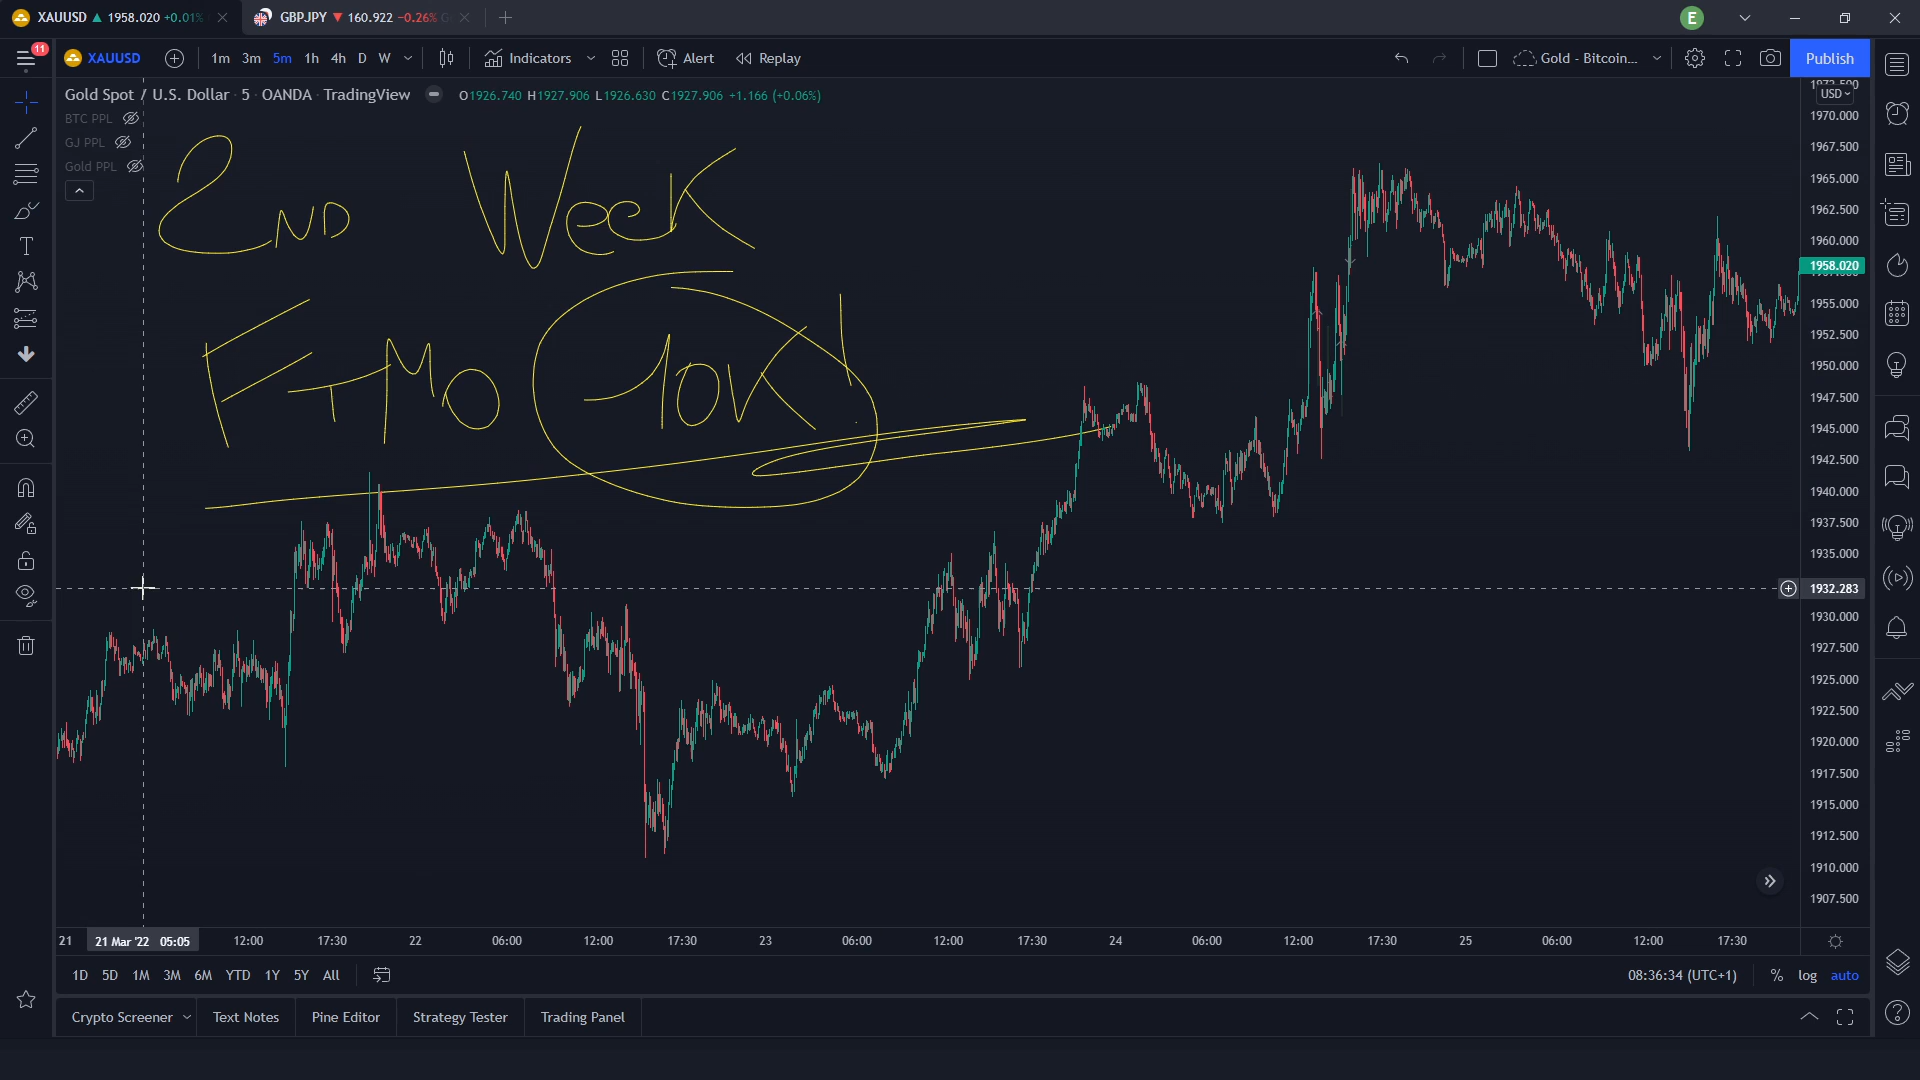 XAUUSD ▲ 1958.020 +0.01%
GBPJPY ▼ 160.922 −0.26%
E
11
XAUUSD
1m 3m 5m 1h 4h D W
Indicators
Alert
Replay
Gold - Bitcoin...
Publish
Gold Spot / U.S. Dollar · 5 · OANDA · TradingView
O1926.740 H1927.906 L1926.630 C1927.906 +1.166 (+0.06%)
BTC PPL
GJ PPL
Gold PPL
2ND WeeK
FTMO 10K!
1972.500
USD
1970.000
1967.500
1965.000
1962.500
1960.000
1958.020
1955.000
1952.500
1950.000
1947.500
1945.000
1942.500
1940.000
1937.500
1935.000
1932.283
1930.000
1927.500
1925.000
1922.500
1920.000
1917.500
1915.000
1912.500
1910.000
1907.500
21 21 Mar '22 05:05 12:00 17:30 22 06:00 12:00 17:30 23 06:00 12:00 17:30 24 06:00 12:00 17:30 25 06:00 12:00 17:30
1D 5D 1M 3M 6M YTD 1Y 5Y All
08:36:34 (UTC+1) % log auto
Crypto Screener Text Notes Pine Editor Strategy Tester Trading Panel